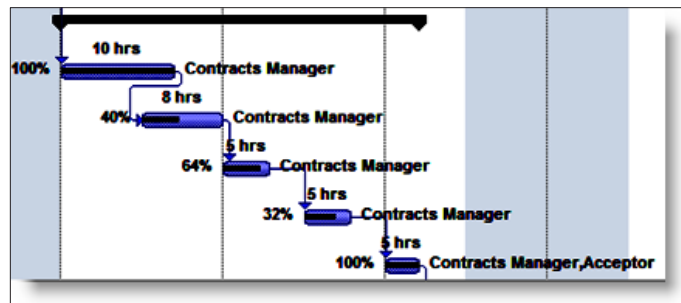 10 hrs
100% Contracts Manager
8 hrs
40% Contracts Manager
5 hrs
64% Contracts Manager
5 hrs
32% Contracts Manager
5 hrs
100% Contracts Manager,Acceptor